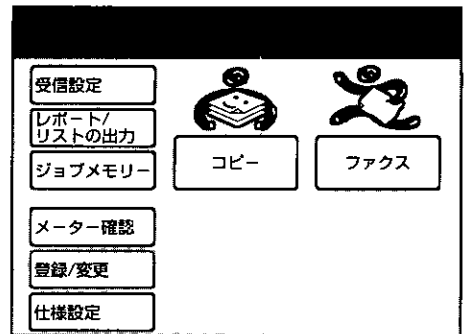 受信設定
レポート/
リストの出力
ジョブメモリー
コピー
ファクス
メーター確認
登録/変更
仕様設定